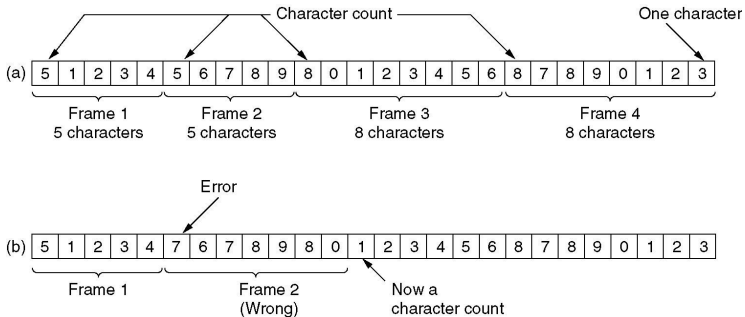 Character count One character
(a) 5 1 2 3 4 5 6 7 8 9 8 0 1 2 3 4 5 6 8 7 8 9 0 1 2 3
Frame 1 Frame 2 Frame 3 Frame 4
5 characters 5 characters 8 characters 8 characters
Error
(b) 5 1 2 3 4 7 6 7 8 9 8 0 1 2 3 4 5 6 8 7 8 9 0 1 2 3
Frame 1 Frame 2 Now a
(Wrong) character count